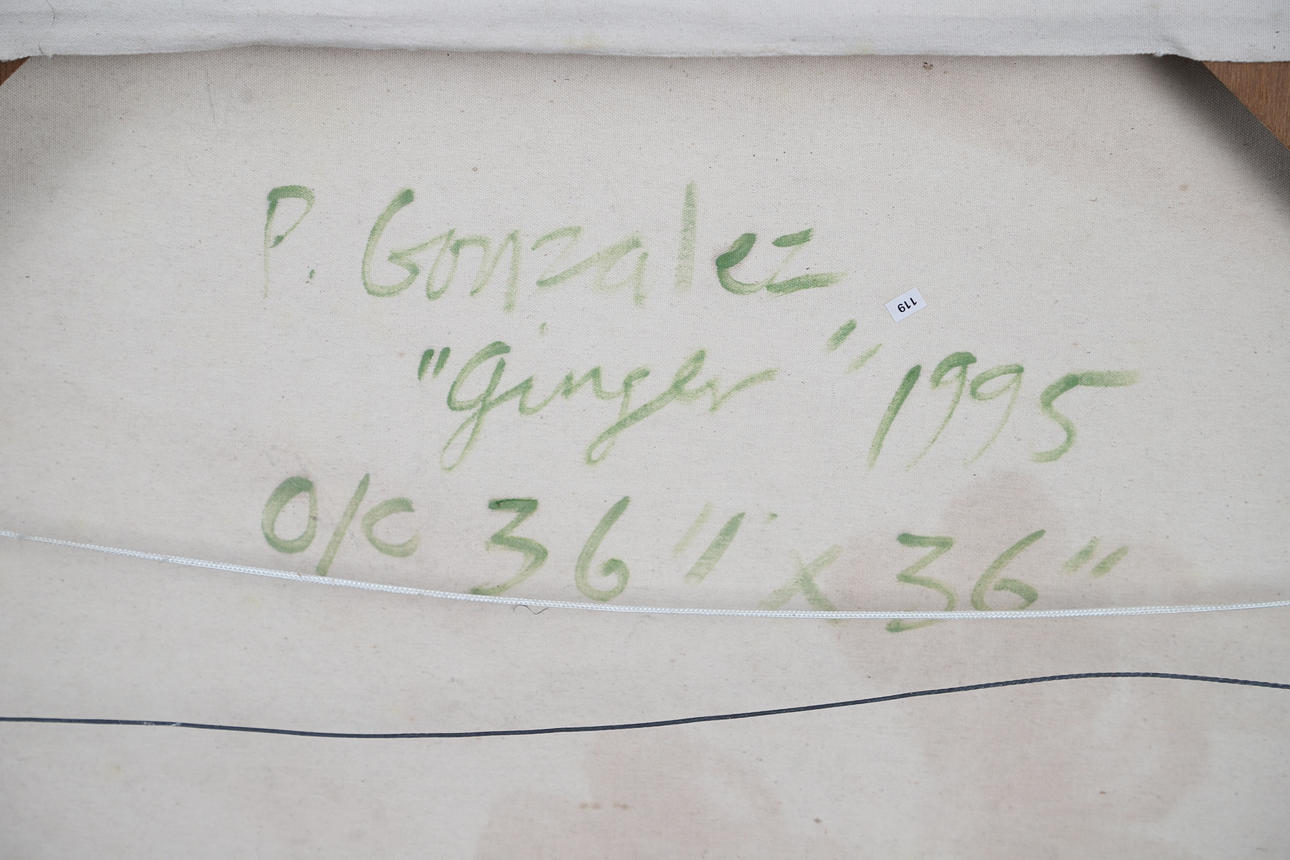 P. Gonzalez
119
"Ginger" 1995
O/C 36" x 36"